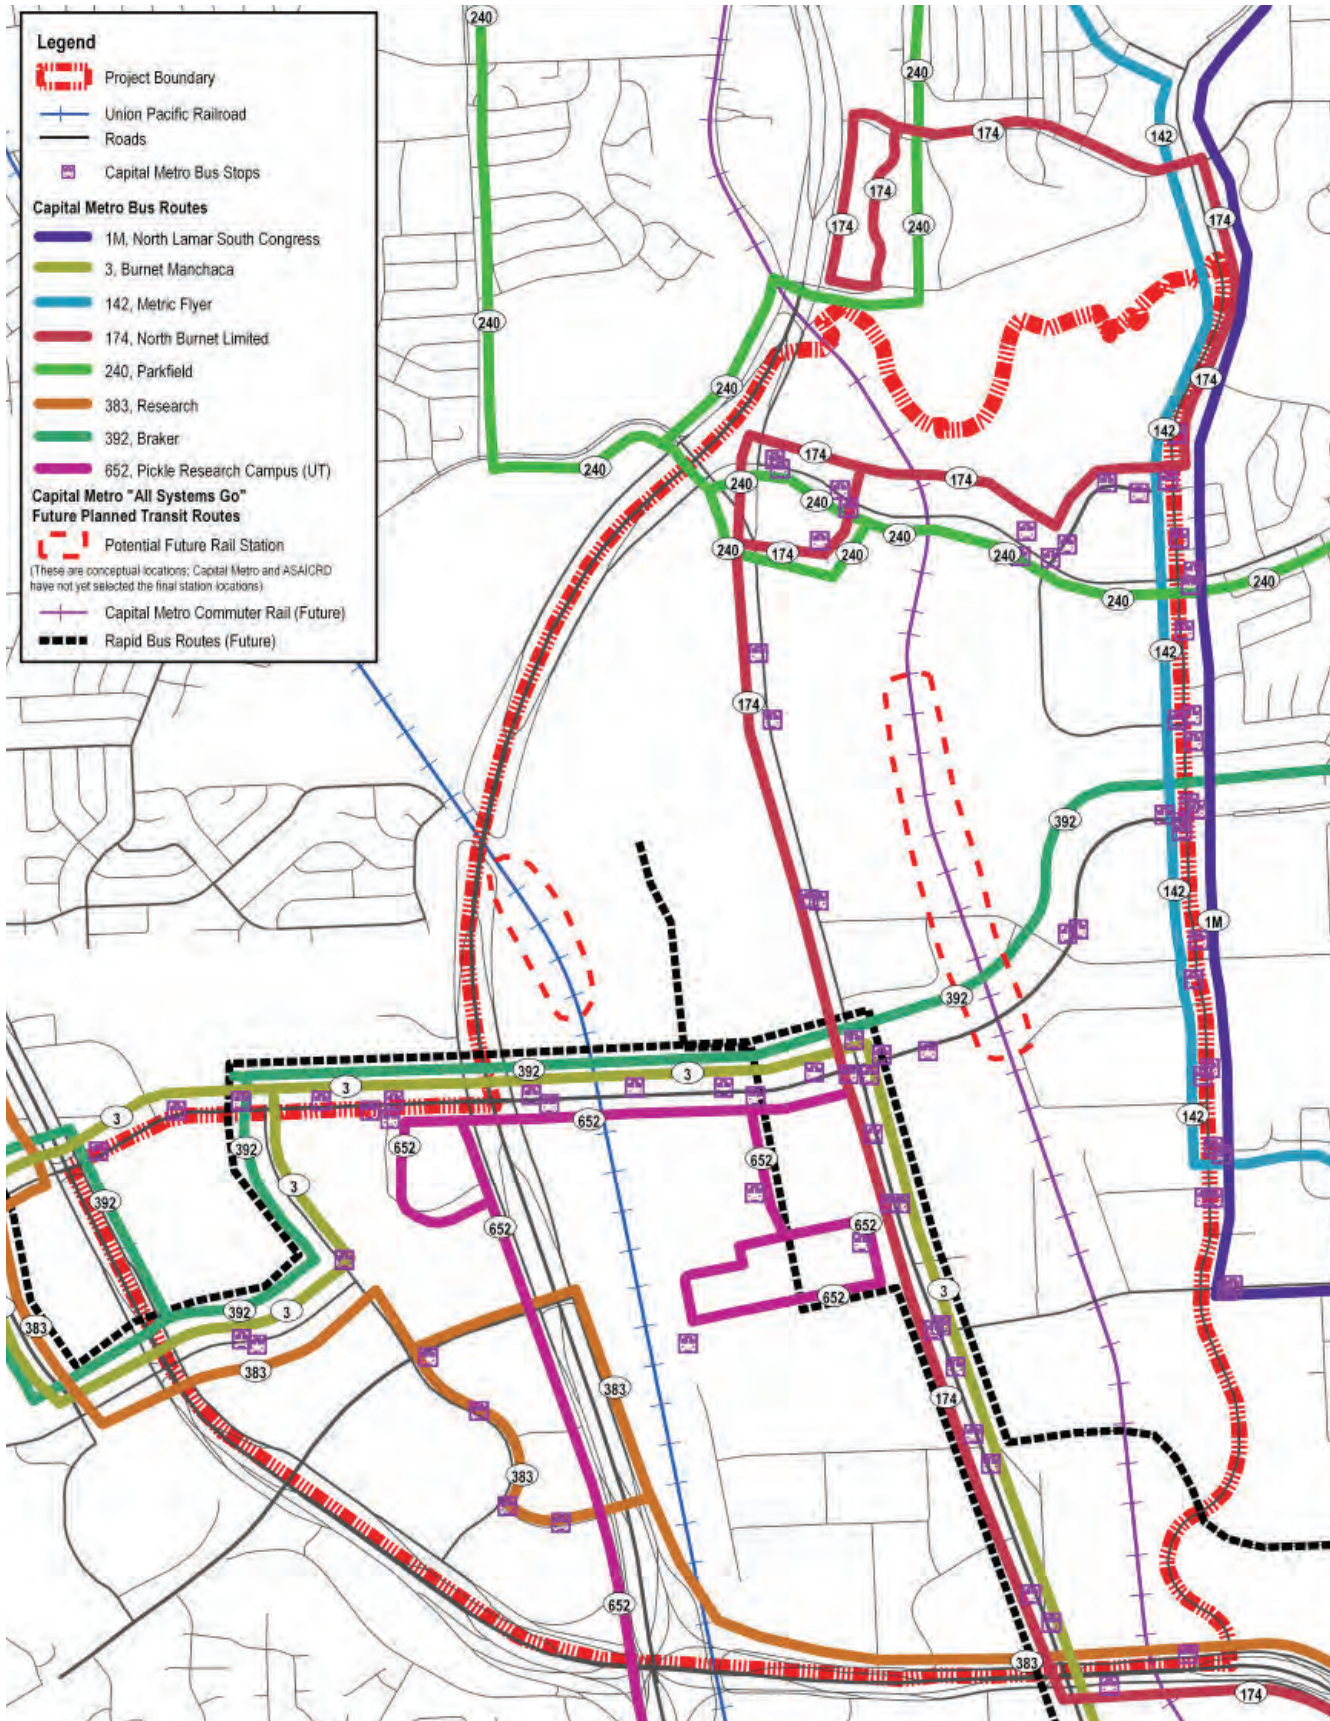 Legend
Project Boundary
Union Pacific Railroad
Roads
Capital Metro Bus Stops
Capital Metro Bus Routes
1M, North Lamar South Congress
3, Burnet Manchaca
142, Metric Flyer
174, North Burnet Limited
240, Parkfield
383, Research
392, Braker
652, Pickle Research Campus (UT)
Capital Metro "All Systems Go"
Future Planned Transit Routes
Potential Future Rail Station
(These are conceptual locations; Capital Metro and ASAICRD
have not yet selected the final station locations)
Capital Metro Commuter Rail (Future)
Rapid Bus Routes (Future)
240
240
174
142
174
174
174
240
240
240
174
240
142
174
240
174
240
240
240
174
240
240
240
240
142
174
392
142
1M
392
392
3
3
3
652
142
392
652
652
392
3
652
652
392
3
652
3
383
383
383
174
383
652
383
174